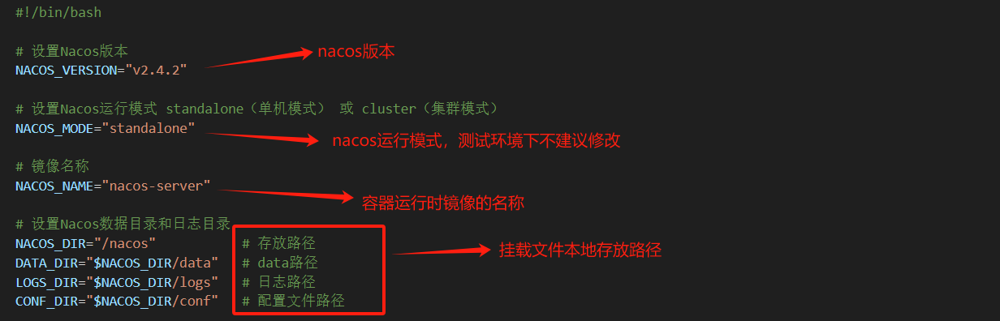 #!/bin/bash
# 设置Nacos版本
nacos版本
NACOS_VERSION="v2.4.2"
# 设置Nacos运行模式 standalone（单机模式） 或 cluster（集群模式）
NACOS_MODE="standalone"
nacos运行模式，测试环境下不建议修改
# 镜像名称
NACOS_NAME="nacos-server"
容器运行时镜像的名称
# 设置Nacos数据目录和日志目录
NACOS_DIR="/nacos" # 存放路径
挂载文件本地存放路径
DATA_DIR="$NACOS_DIR/data" # data路径
LOGS_DIR="$NACOS_DIR/logs" # 日志路径
CONF_DIR="$NACOS_DIR/conf" # 配置文件路径